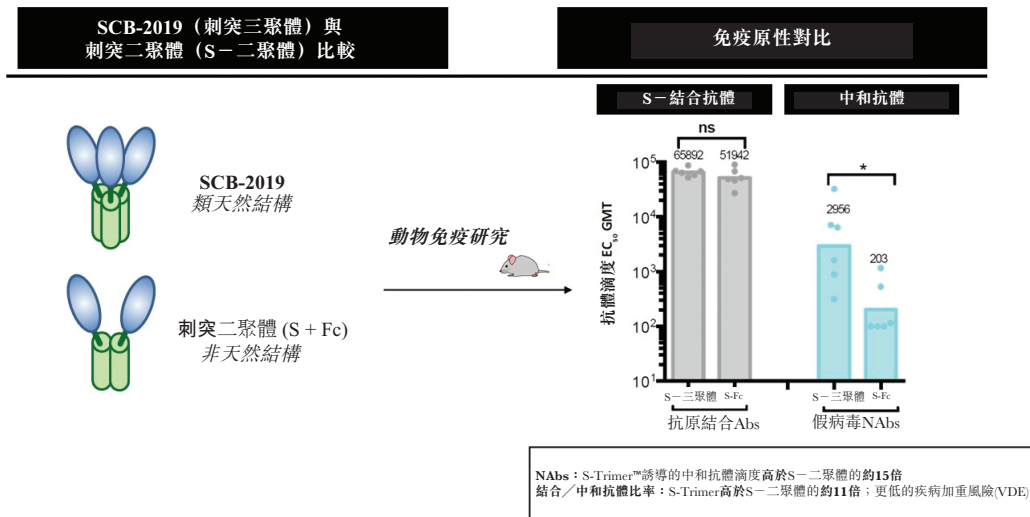 SCB-2019（刺突三聚體）與
刺突二聚體（S－二聚體）比較
免疫原性對比
S－結合抗體
中和抗體
SCB-2019
類天然結構
動物免疫研究
刺突二聚體 (S + Fc)
非天然結構
抗體滴度 EC50 GMT
10⁵
10⁴
10³
10²
10¹
ns
65892
51942
*
2956
203
S－三聚體
S-Fc
S－三聚體
S-Fc
抗原結合Abs
假病毒NAbs
NAbs：S-Trimer™誘導的中和抗體滴度高於S－二聚體的約15倍
結合／中和抗體比率：S-Trimer高於S－二聚體的約11倍；更低的疾病加重風險(VDE)